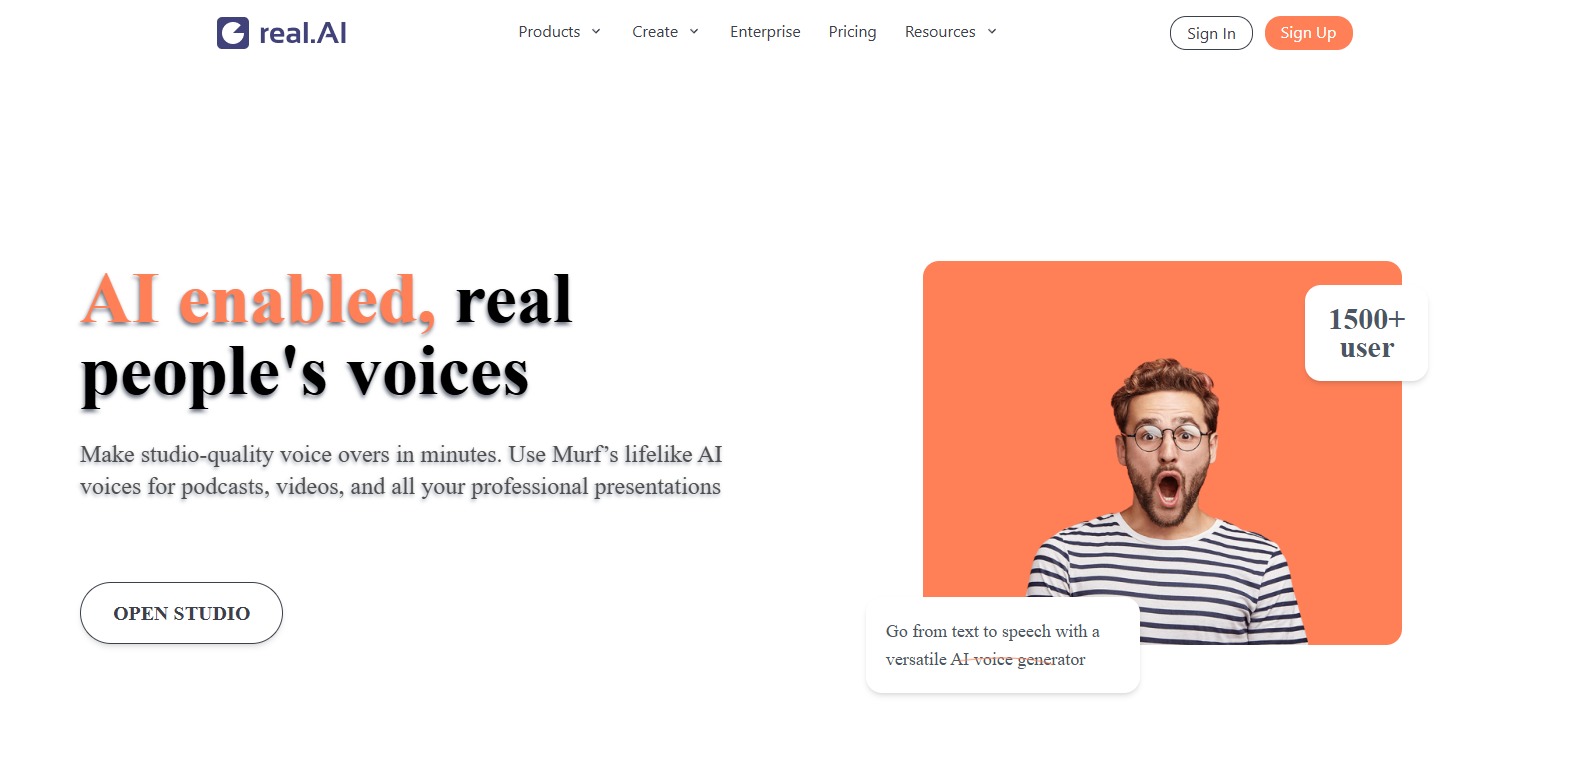 real.AI
Products
Create
Enterprise
Pricing
Resources
Sign In
Sign Up
AI enabled, real
people's voices
Make studio-quality voice overs in minutes. Use Murf’s lifelike AI
voices for podcasts, videos, and all your professional presentations
OPEN STUDIO
1500+
user
Go from text to speech with a
versatile AI voice generator